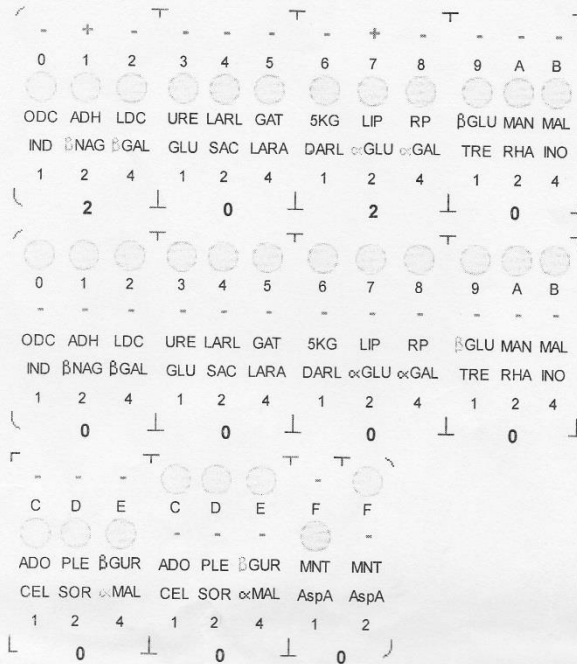 - + - - - - - + - - - -
0 1 2 3 4 5 6 7 8 9 A B
ODC ADH LDC URE LARL GAT 5KG LIP RP βGLU MAN MAL
IND βNAG βGAL GLU SAC LARA DARL ∝GLU ∝GAL TRE RHA INO
1 2 4 1 2 4 1 2 4 1 2 4
2 0 2 0
0 1 2 3 4 5 6 7 8 9 A B
- - - - - - - - - - - -
ODC ADH LDC URE LARL GAT 5KG LIP RP βGLU MAN MAL
IND βNAG βGAL GLU SAC LARA DARL ∝GLU ∝GAL TRE RHA INO
1 2 4 1 2 4 1 2 4 1 2 4
0 0 0 0
- - - -
C D E C D E F F
- - - -
ADO PLE βGUR ADO PLE βGUR MNT MNT
CEL SOR ∝MAL CEL SOR ∝MAL AspA AspA
1 2 4 1 2 4 1 2
0 0 0